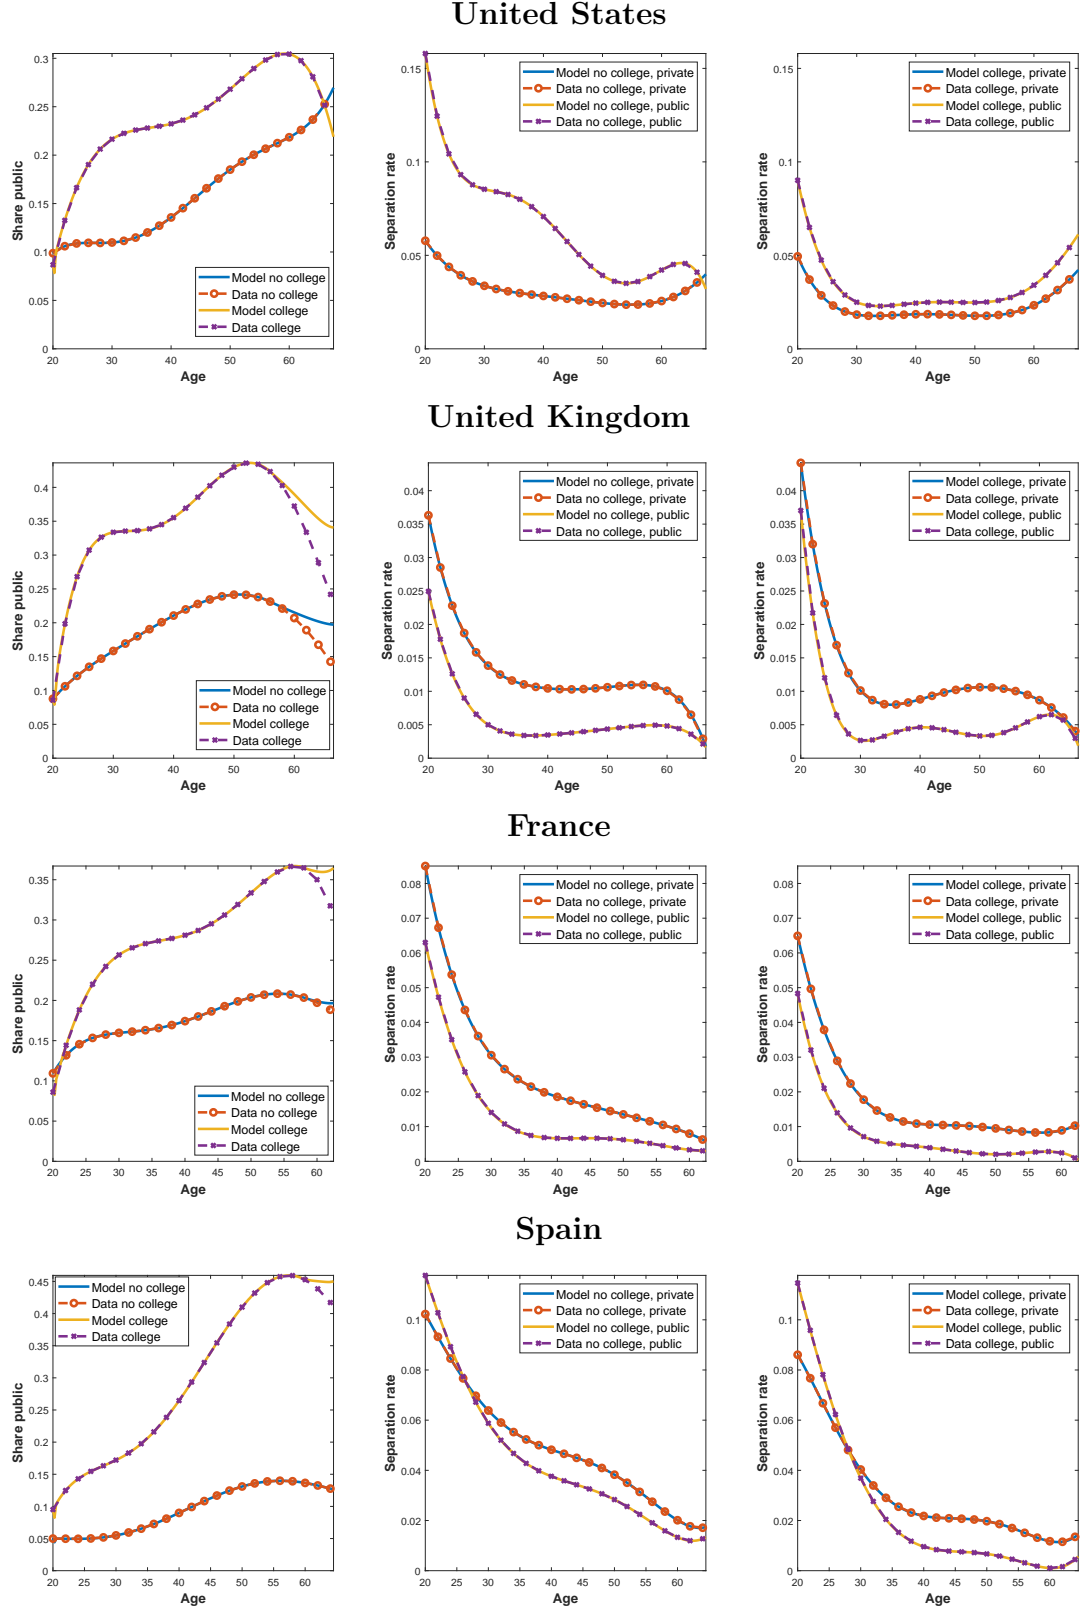 United States
Share public
0.3
0.25
0.2
0.15
0.1
0.05
0
20 30 40 50 60
Age
Model no college
Data no college
Model college
Data college
Separation rate
0.15
0.1
0.05
0
20 30 40 50 60
Age
Model no college, private
Data no college, private
Model no college, public
Data no college, public
Separation rate
0.15
0.1
0.05
0
20 30 40 50 60
Age
Model college, private
Data college, private
Model college, public
Data college, public
United Kingdom
Share public
0.4
0.35
0.3
0.25
0.2
0.15
0.1
0.05
0
20 30 40 50 60
Age
Model no college
Data no college
Model college
Data college
Separation rate
0.04
0.035
0.03
0.025
0.02
0.015
0.01
0.005
0
20 30 40 50 60
Age
Model no college, private
Data no college, private
Model no college, public
Data no college, public
Separation rate
0.04
0.035
0.03
0.025
0.02
0.015
0.01
0.005
0
20 30 40 50 60
Age
Model college, private
Data college, private
Model college, public
Data college, public
France
Share public
0.35
0.3
0.25
0.2
0.15
0.1
0.05
0
20 25 30 35 40 45 50 55 60
Age
Model no college
Data no college
Model college
Data college
Separation rate
0.08
0.07
0.06
0.05
0.04
0.03
0.02
0.01
0
20 25 30 35 40 45 50 55 60
Age
Model no college, private
Data no college, private
Model no college, public
Data no college, public
Separation rate
0.08
0.07
0.06
0.05
0.04
0.03
0.02
0.01
0
20 25 30 35 40 45 50 55 60
Age
Model college, private
Data college, private
Model college, public
Data college, public
Spain
Share public
0.45
0.4
0.35
0.3
0.25
0.2
0.15
0.1
0.05
0
20 25 30 35 40 45 50 55 60
Age
Model no college
Data no college
Model college
Data college
Separation rate
0.1
0.08
0.06
0.04
0.02
0
20 25 30 35 40 45 50 55 60
Age
Model no college, private
Data no college, private
Model no college, public
Data no college, public
Separation rate
0.1
0.08
0.06
0.04
0.02
0
20 25 30 35 40 45 50 55 60
Age
Model college, private
Data college, private
Model college, public
Data college, public